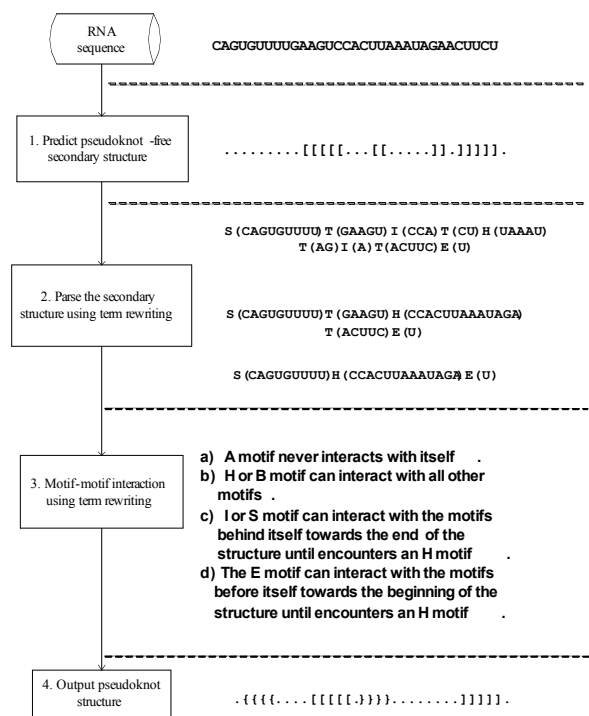 RNA
sequence
CAGUGUUUUGAAGUCCACUUAAAUAGAACUUCU
1. Predict pseudoknot -free
secondary structure
.........[[[[[...[[.....]].]]]]].
S(CAGUGUUUU)T(GAAGU)I(CCA)T(CU)H(UAAAU)
T(AG)I(A)T(ACUUC)E(U)
2. Parse the secondary
structure using term rewriting
S(CAGUGUUUU)T(GAAGU)H(CCACUUAAAUAGA)
T(ACUUC)E(U)
S(CAGUGUUUU)H(CCACUUAAAUAGA)E(U)
3. Motif-motif interaction
using term rewriting
a) A motif never interacts with itself .
b) H or B motif can interact with all other
motifs .
c) I or S motif can interact with the motifs
behind itself towards the end of the
structure until encounters an H motif .
d) The E motif can interact with the motifs
before itself towards the beginning of the
structure until encounters an H motif .
4. Output pseudoknot
structure
.{{{{....[[[[[.}}}}........]]]]].